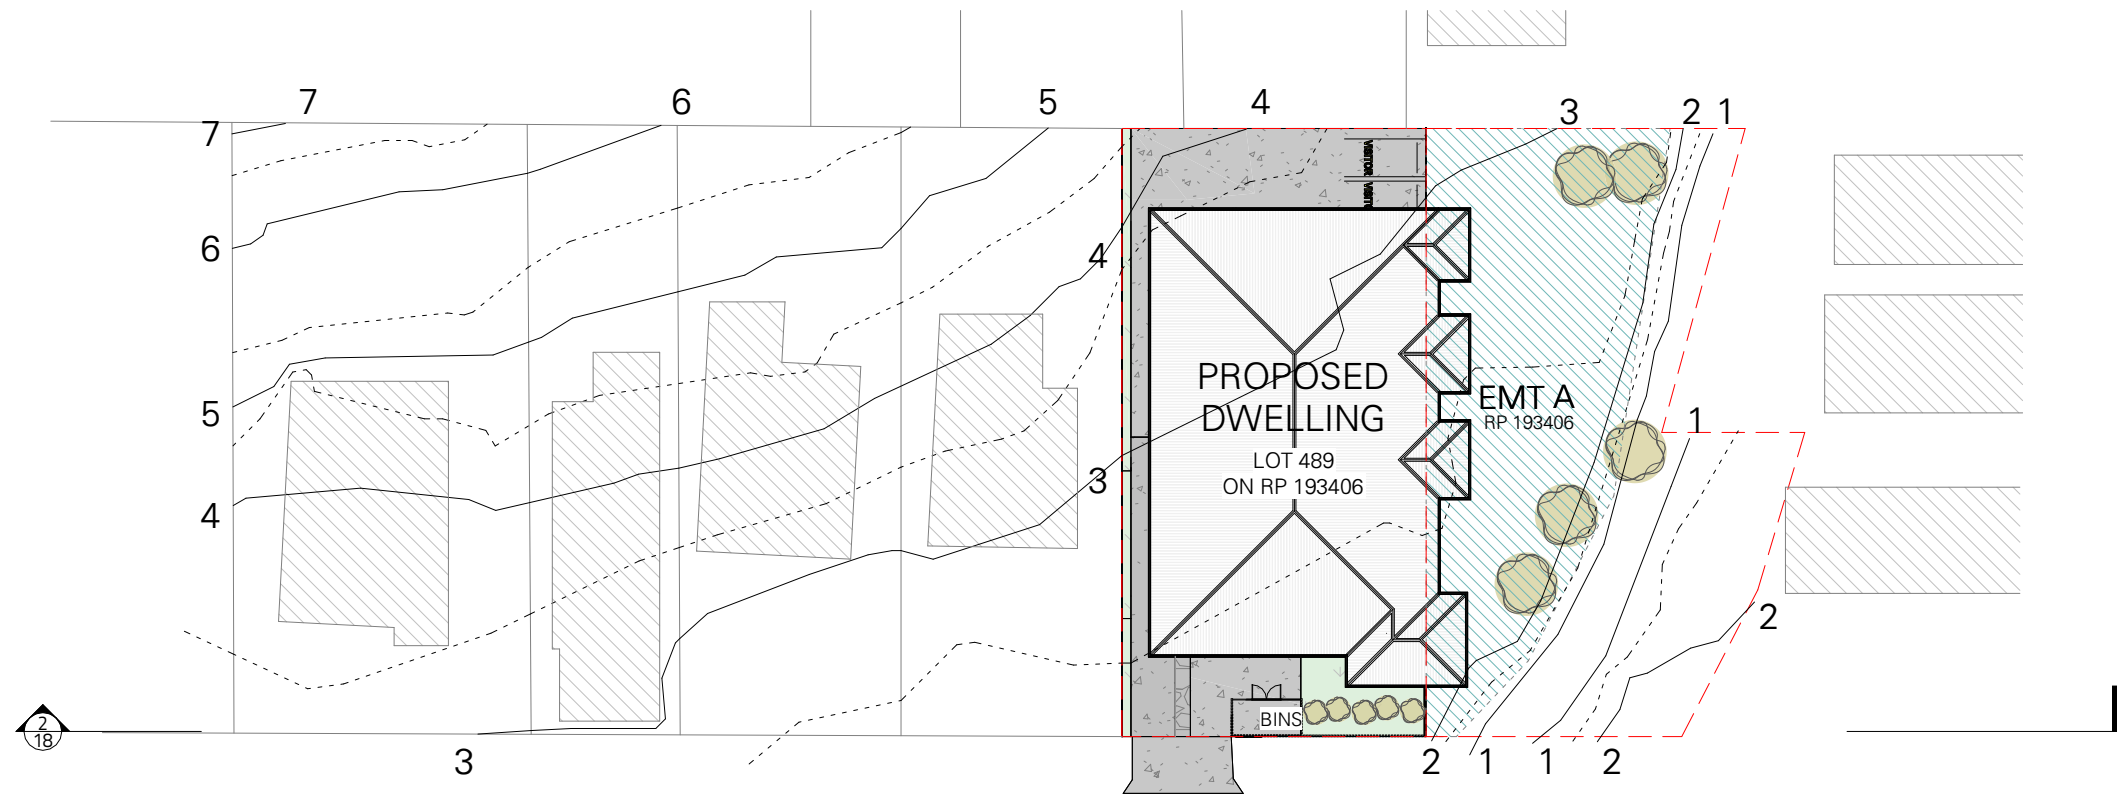 7 6 5 4 3 2 1
7
VISITOR
6
4
PROPOSED
DWELLING
EMT A
RP 193406
5
1
LOT 489
ON RP 193406
3
4
2
BINS
2
18
3
2 1 1 2